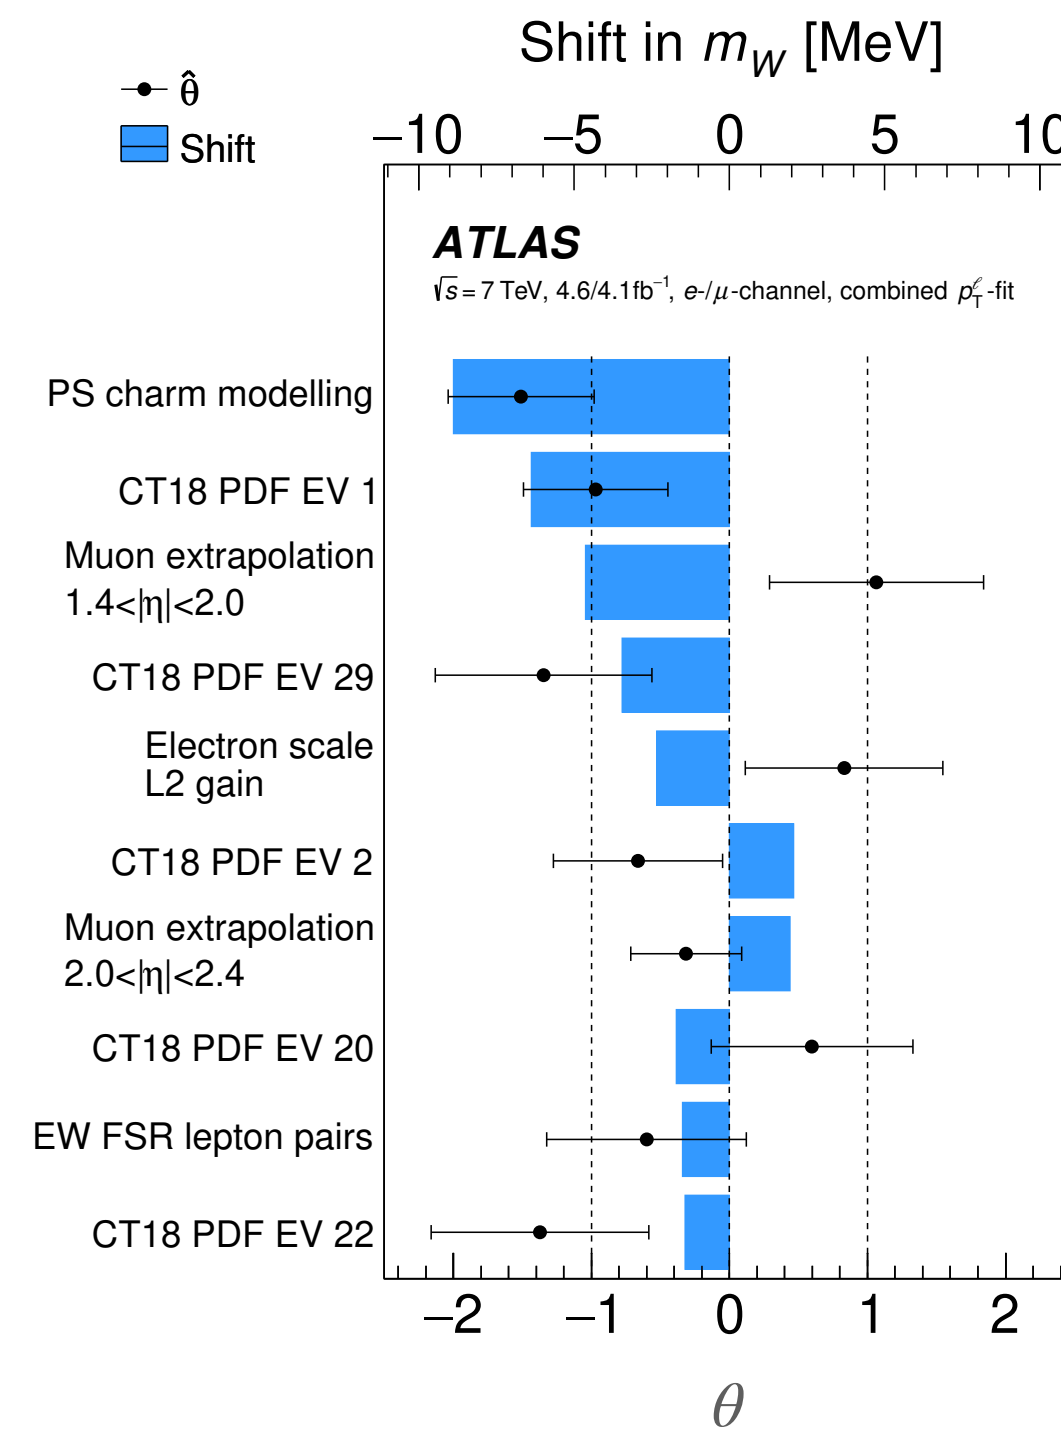 Shift in m_W [MeV]
θ̂
Shift
−10 −5 0 5 10
ATLAS
√s = 7 TeV, 4.6/4.1fb⁻¹, e-/μ-channel, combined p_T^ℓ-fit
PS charm modelling
CT18 PDF EV 1
Muon extrapolation
1.4<|η|<2.0
CT18 PDF EV 29
Electron scale
L2 gain
CT18 PDF EV 2
Muon extrapolation
2.0<|η|<2.4
CT18 PDF EV 20
EW FSR lepton pairs
CT18 PDF EV 22
−2 −1 0 1 2
θ